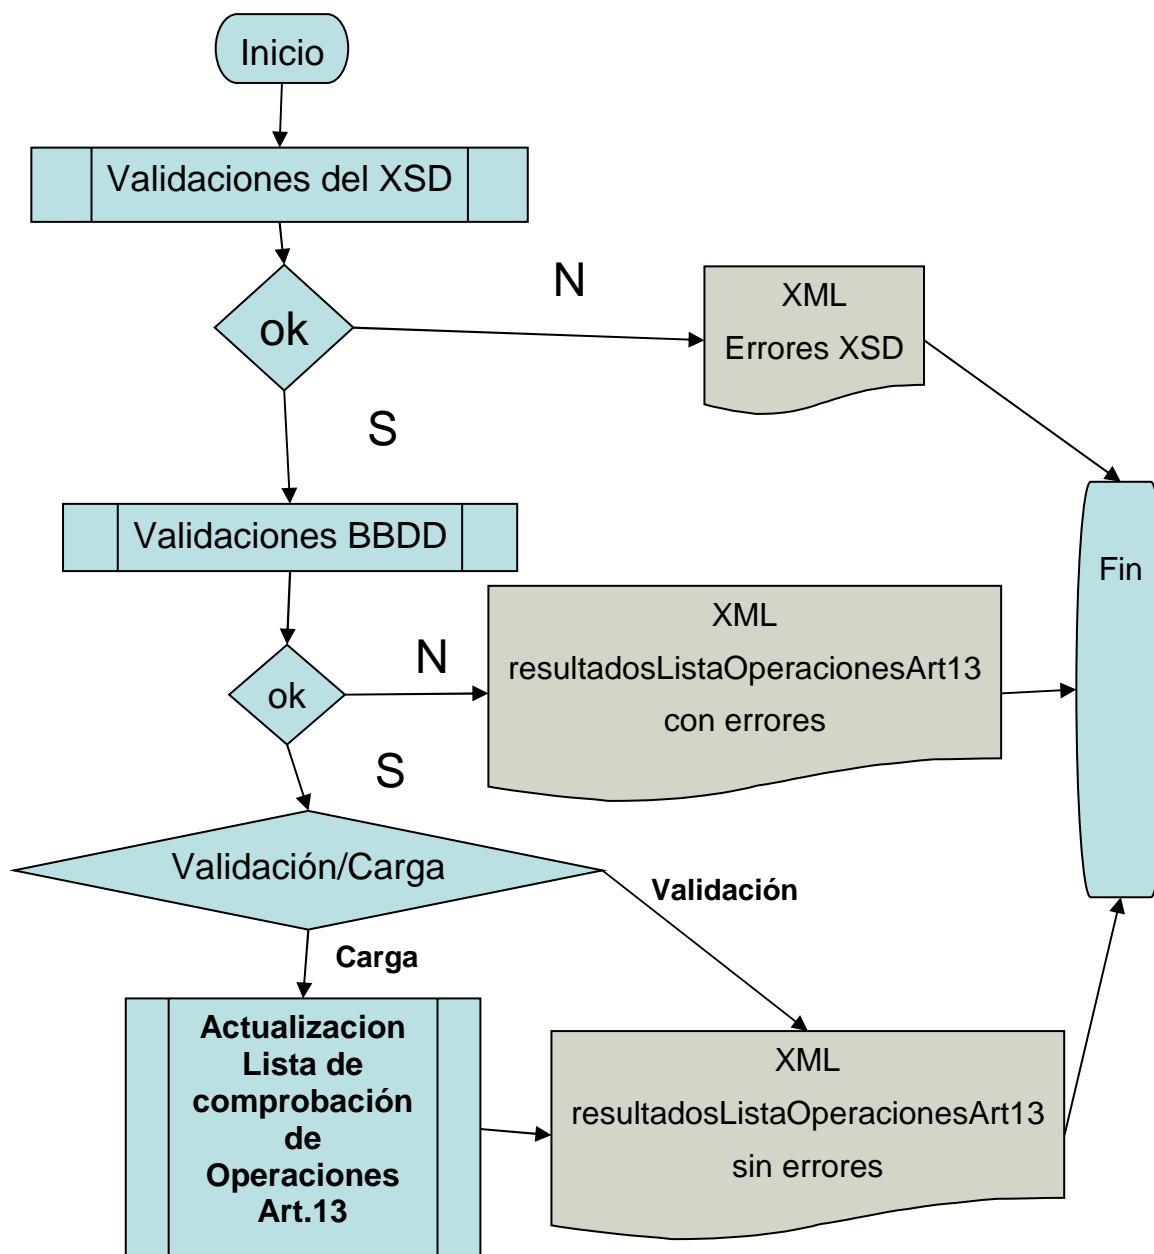 Inicio
Validaciones del XSD
ok
N
XML
Errores XSD
S
Validaciones BBDD
Fin
ok
N
XML
resultadosListaOperacionesArt13
con errores
S
Validación/Carga
Validación
Carga
Actualizacion
Lista de
comprobación
de
Operaciones
Art.13
XML
resultadosListaOperacionesArt13
sin errores